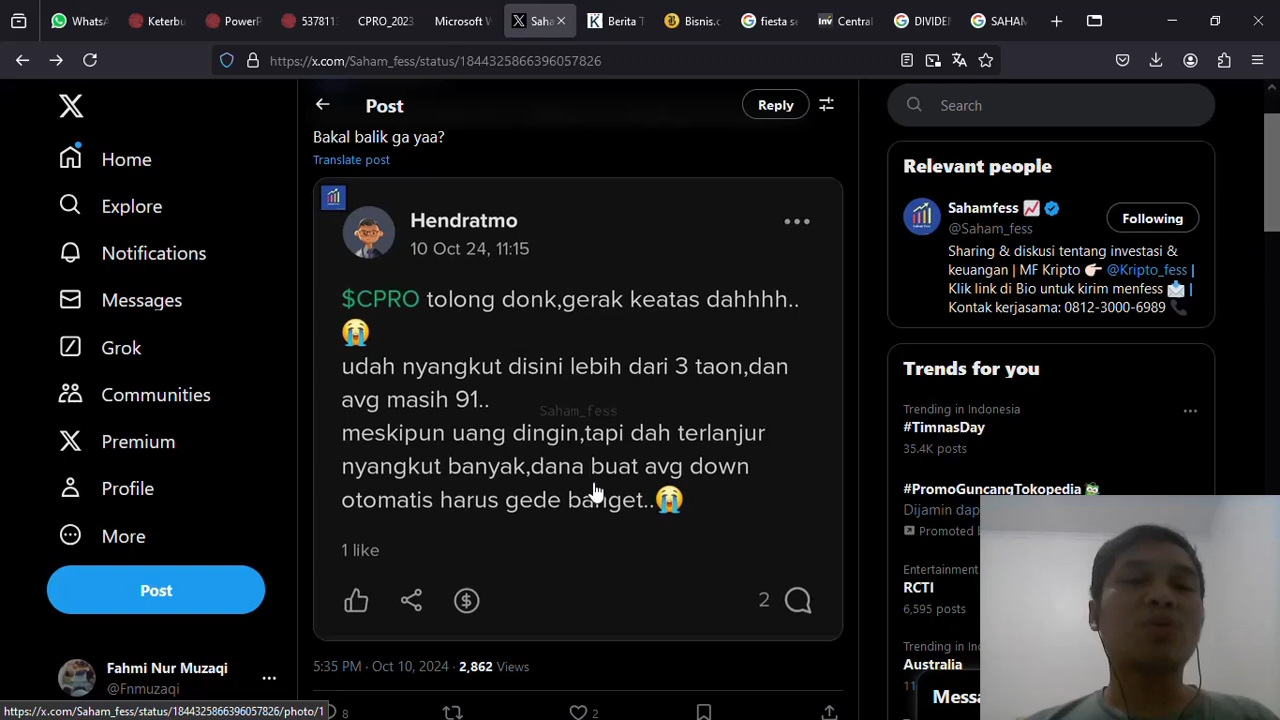 WhatsA
Keterbu
PowerP
537811
CPRO_2023
Microsoft W
Saha
Berita T
Bisnis.c
fiesta se
Central
DIVIDEN
SAHAM
https://x.com/Saham_fess/status/1844325866396057826
Post
Reply
Search
Bakal balik ga yaa?
Translate post
Home
Explore
Notifications
Messages
Grok
Communities
Premium
Profile
More
Post
Fahmi Nur Muzaqi
@Fnmuzaqi
Hendratmo
10 Oct 24, 11:15
$CPRO tolong donk,gerak keatas dahhhh..
😭
udah nyangkut disini lebih dari 3 taon,dan
avg masih 91..
Saham_fess
meskipun uang dingin,tapi dah terlanjur
nyangkut banyak,dana buat avg down
otomatis harus gede banget..😭
1 like
2
5:35 PM · Oct 10, 2024 · 2,862 Views
8
2
Relevant people
Sahamfess 📈
@Saham_fess
Following
Sharing & diskusi tentang investasi &
keuangan | MF Kripto 👉🏻 @Kripto_fess |
Klik link di Bio untuk kirim menfess 📩 |
Kontak kerjasama: 0812-3000-6989 📞
Trends for you
Trending in Indonesia
#TimnasDay
35.4K posts
#PromoGuncangTokopedia
Dijamin dap
Promoted b
Entertainment
RCTI
6,595 posts
Trending in Indone
Australia
11
Messa
https://x.com/Saham_fess/status/1844325866396057826/photo/1